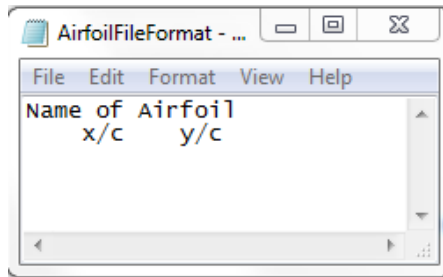 AirfoilFileFormat - ...
File Edit Format View Help
Name of Airfoil
x/c y/c